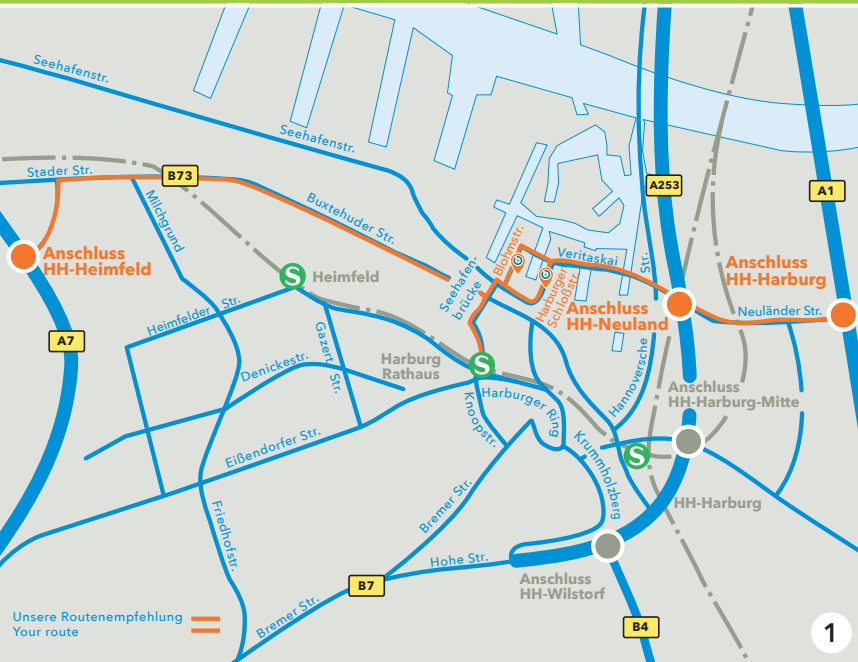 Seehafenstr.
Seehafenstr.
Stader Str.
B73
Milchgrund
Buxtehuder Str.
A253
A1
Anschluss
HH-Heimfeld
S
Heimfeld
Seehafen-
brücke
Blohmstr.
Veritaskai
Harburger
Schloßstr.
Str.
Anschluss
HH-Harburg
Anschluss
HH-Neuland
Neuländer Str.
Heimfelder Str.
A7
Gazert Str.
Denickestr.
Harburg
Rathaus
S
Hannoversche
Anschluss
HH-Harburg-Mitte
Harburger Ring
Knoopstr.
Eißendorfer Str.
Krummholzberg
S
HH-Harburg
Friedhofstr.
Bremer Str.
Hohe Str.
Anschluss
HH-Wilstorf
B7
Bremer Str.
B4
Unsere Routenempfehlung
Your route
1